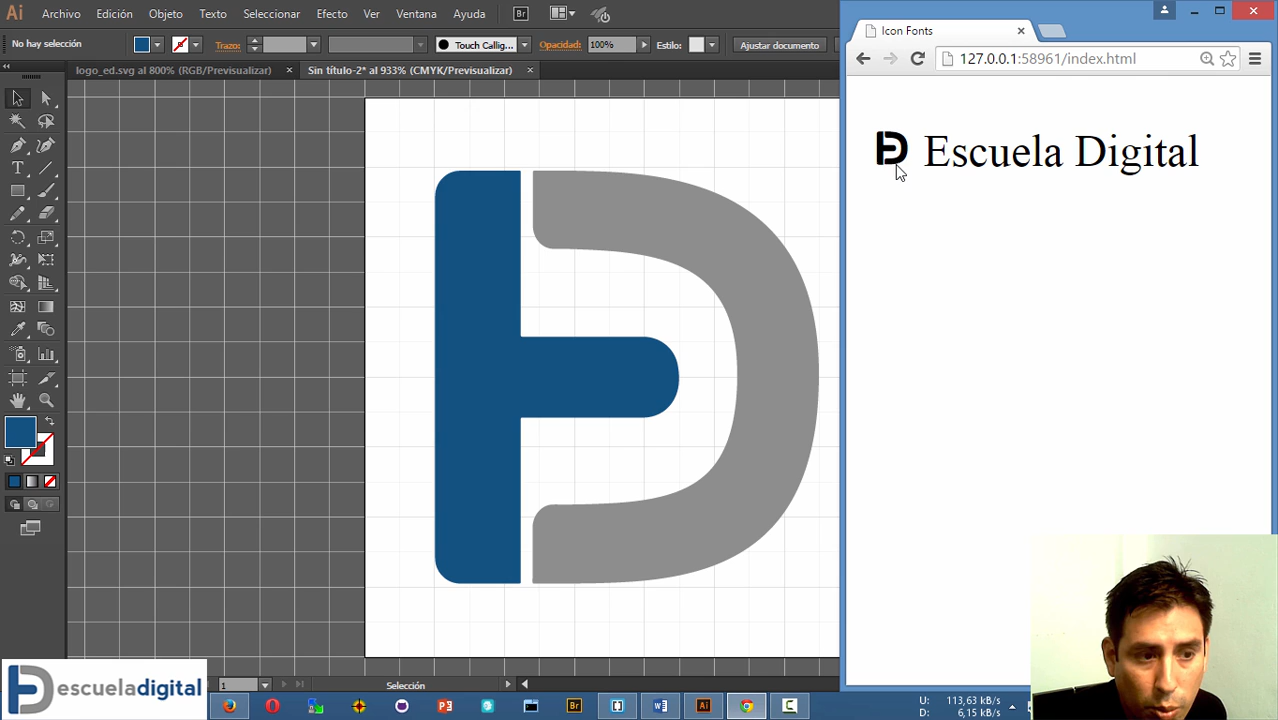 Ai Archivo Edición Objeto Texto Seleccionar Efecto Ver Ventana Ayuda Br
No hay selección Trazo: Touch Callig... Opacidad: 100% Estilo: Ajustar documento
logo_ed.svg al 800% (RGB/Previsualizar) × Sin título-2* al 933% (CMYK/Previsualizar) ×
Icon Fonts
127.0.0.1:58961/index.html
Escuela Digital
escueladigital
1 Selección
U: 113,63 kB/s
D: 6,15 kB/s